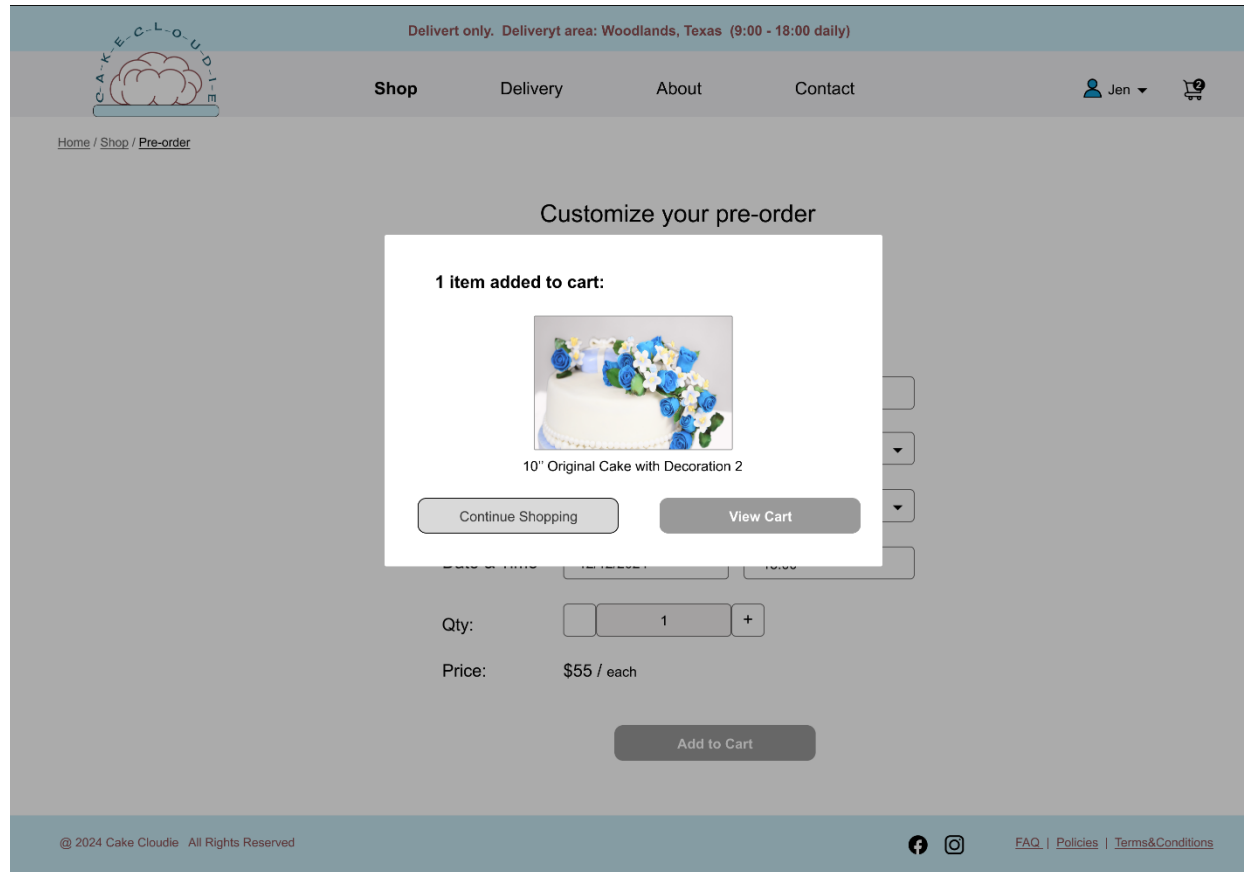 Delivert only. Deliveryt area: Woodlands, Texas (9:00 - 18:00 daily)
C-A-K-E-C-L-O-U-D-I-E
Shop Delivery About Contact Jen 2
Home / Shop / Pre-order
Customize your pre-order
1 item added to cart:
10'' Original Cake with Decoration 2
Continue Shopping View Cart
Qty: 1 +
Price: $55 / each
Add to Cart
@ 2024 Cake Cloudie All Rights Reserved FAQ | Policies | Terms&Conditions